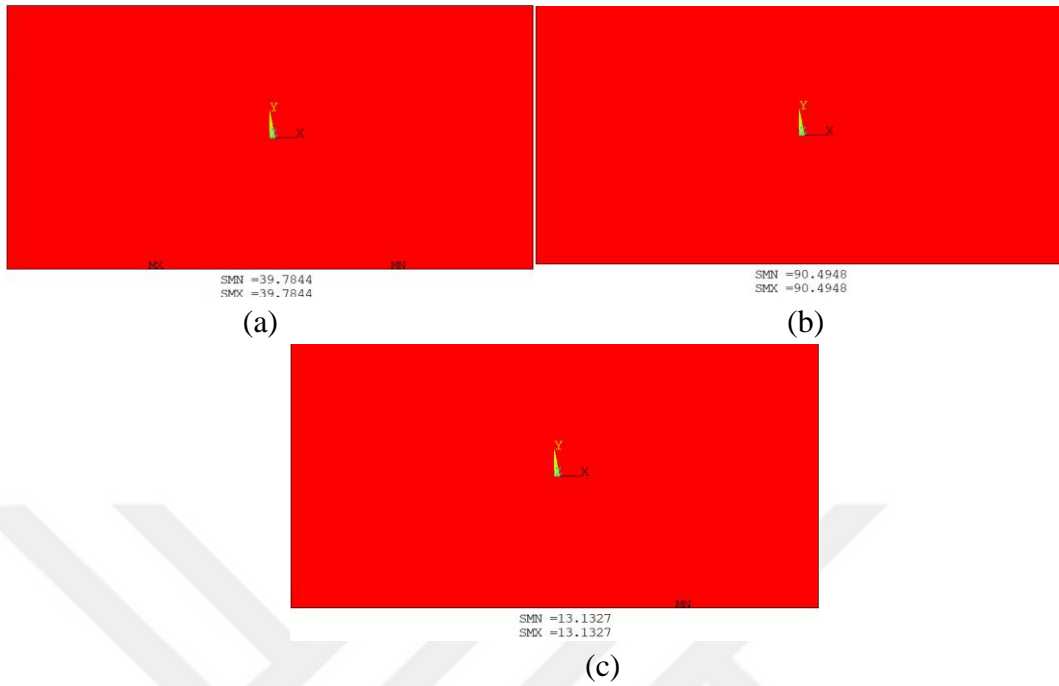 Y
X
MX
MN
SMN =39.7844
SMX =39.7844
(a)
Y
X
SMN =90.4948
SMX =90.4948
(b)
Y
X
MN
SMN =13.1327
SMX =13.1327
(c)